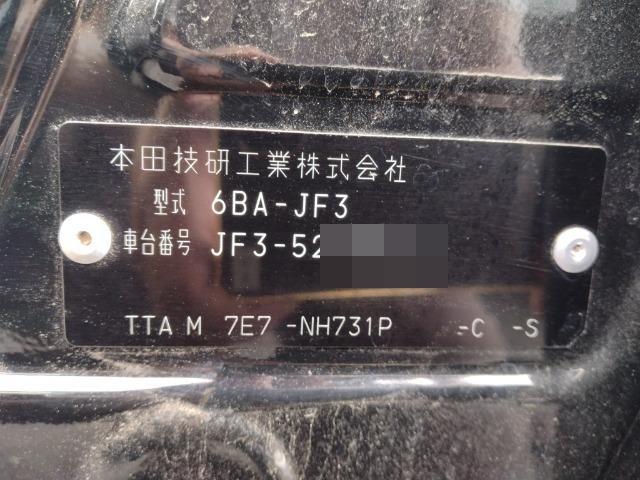 本田技研工業株式会社
型式 6BA-JF3
車台番号 JF3-52
TTA M 7E7 -NH731P -C -S